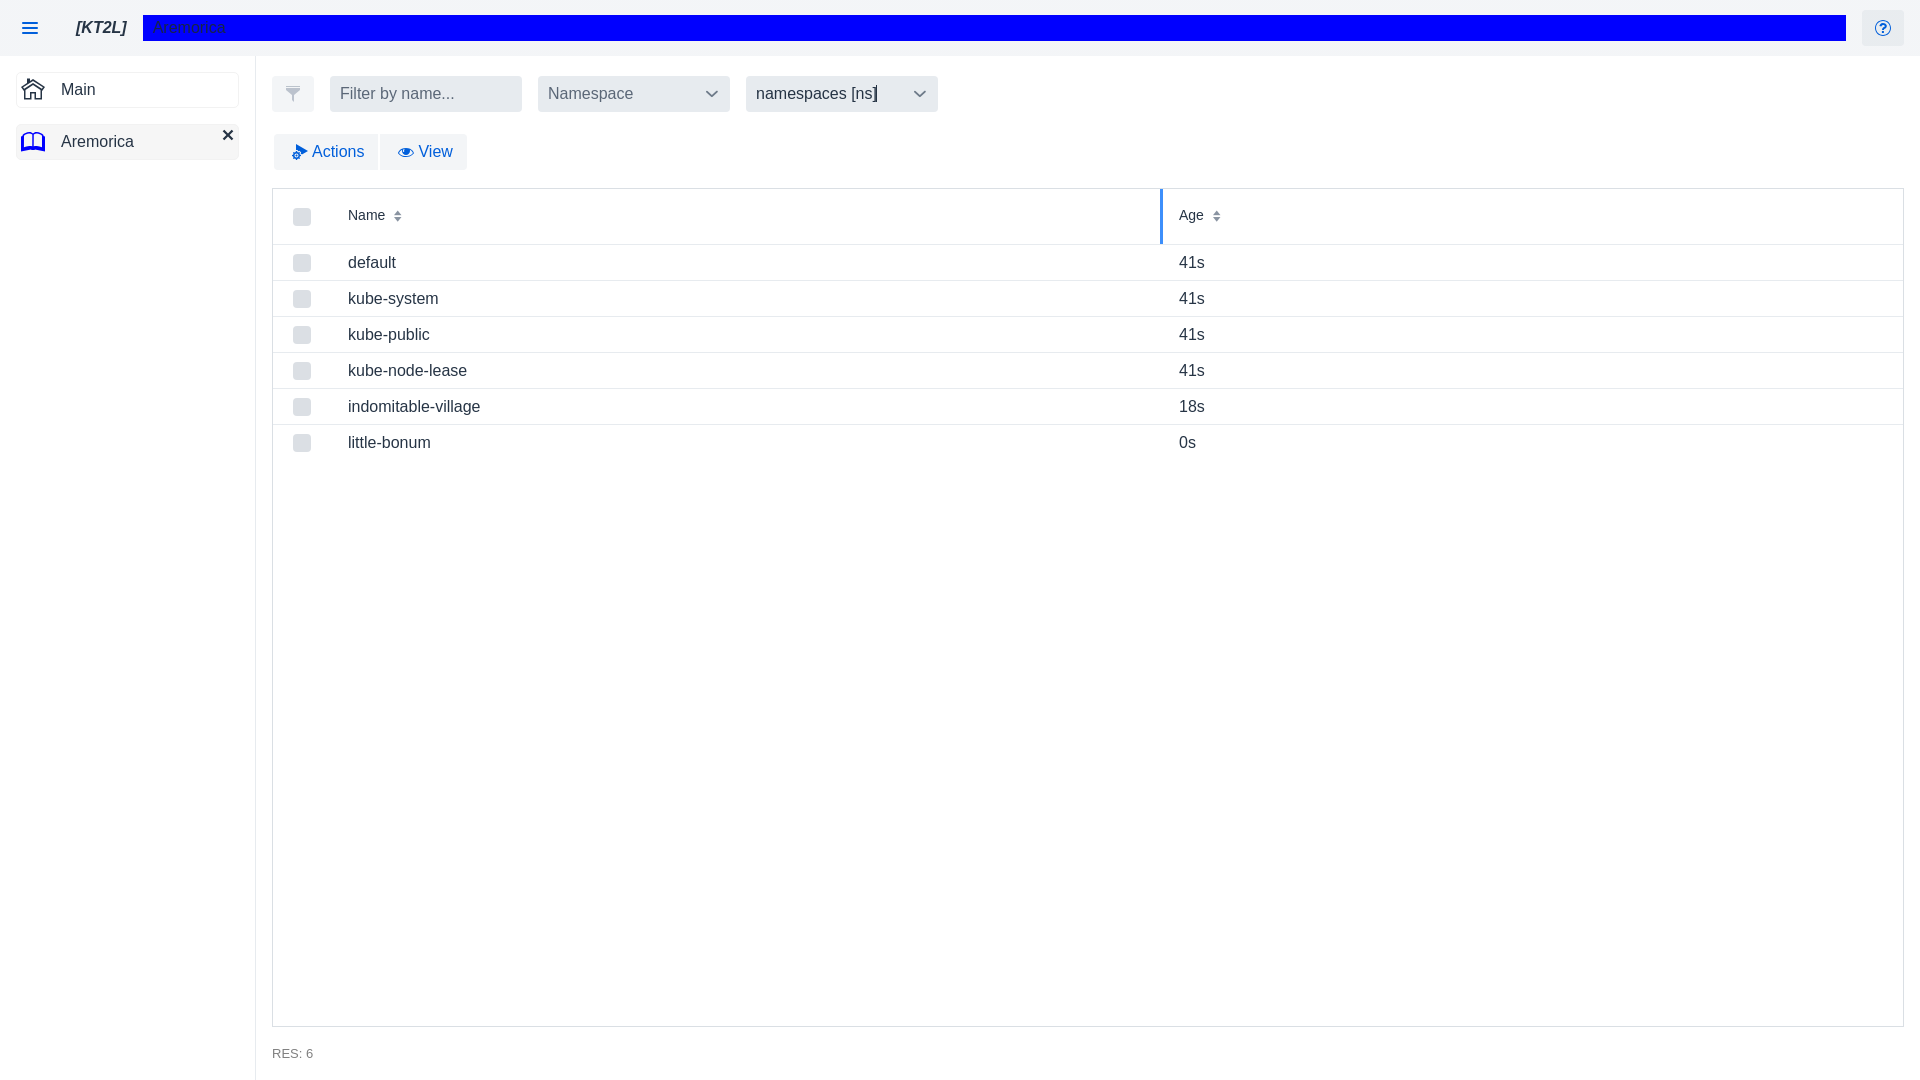 [KT2L] Aremorica
Main
Aremorica
Filter by name... Namespace namespaces [ns]
Actions View
Name Age
default 41s
kube-system 41s
kube-public 41s
kube-node-lease 41s
indomitable-village 18s
little-bonum 0s
RES: 6